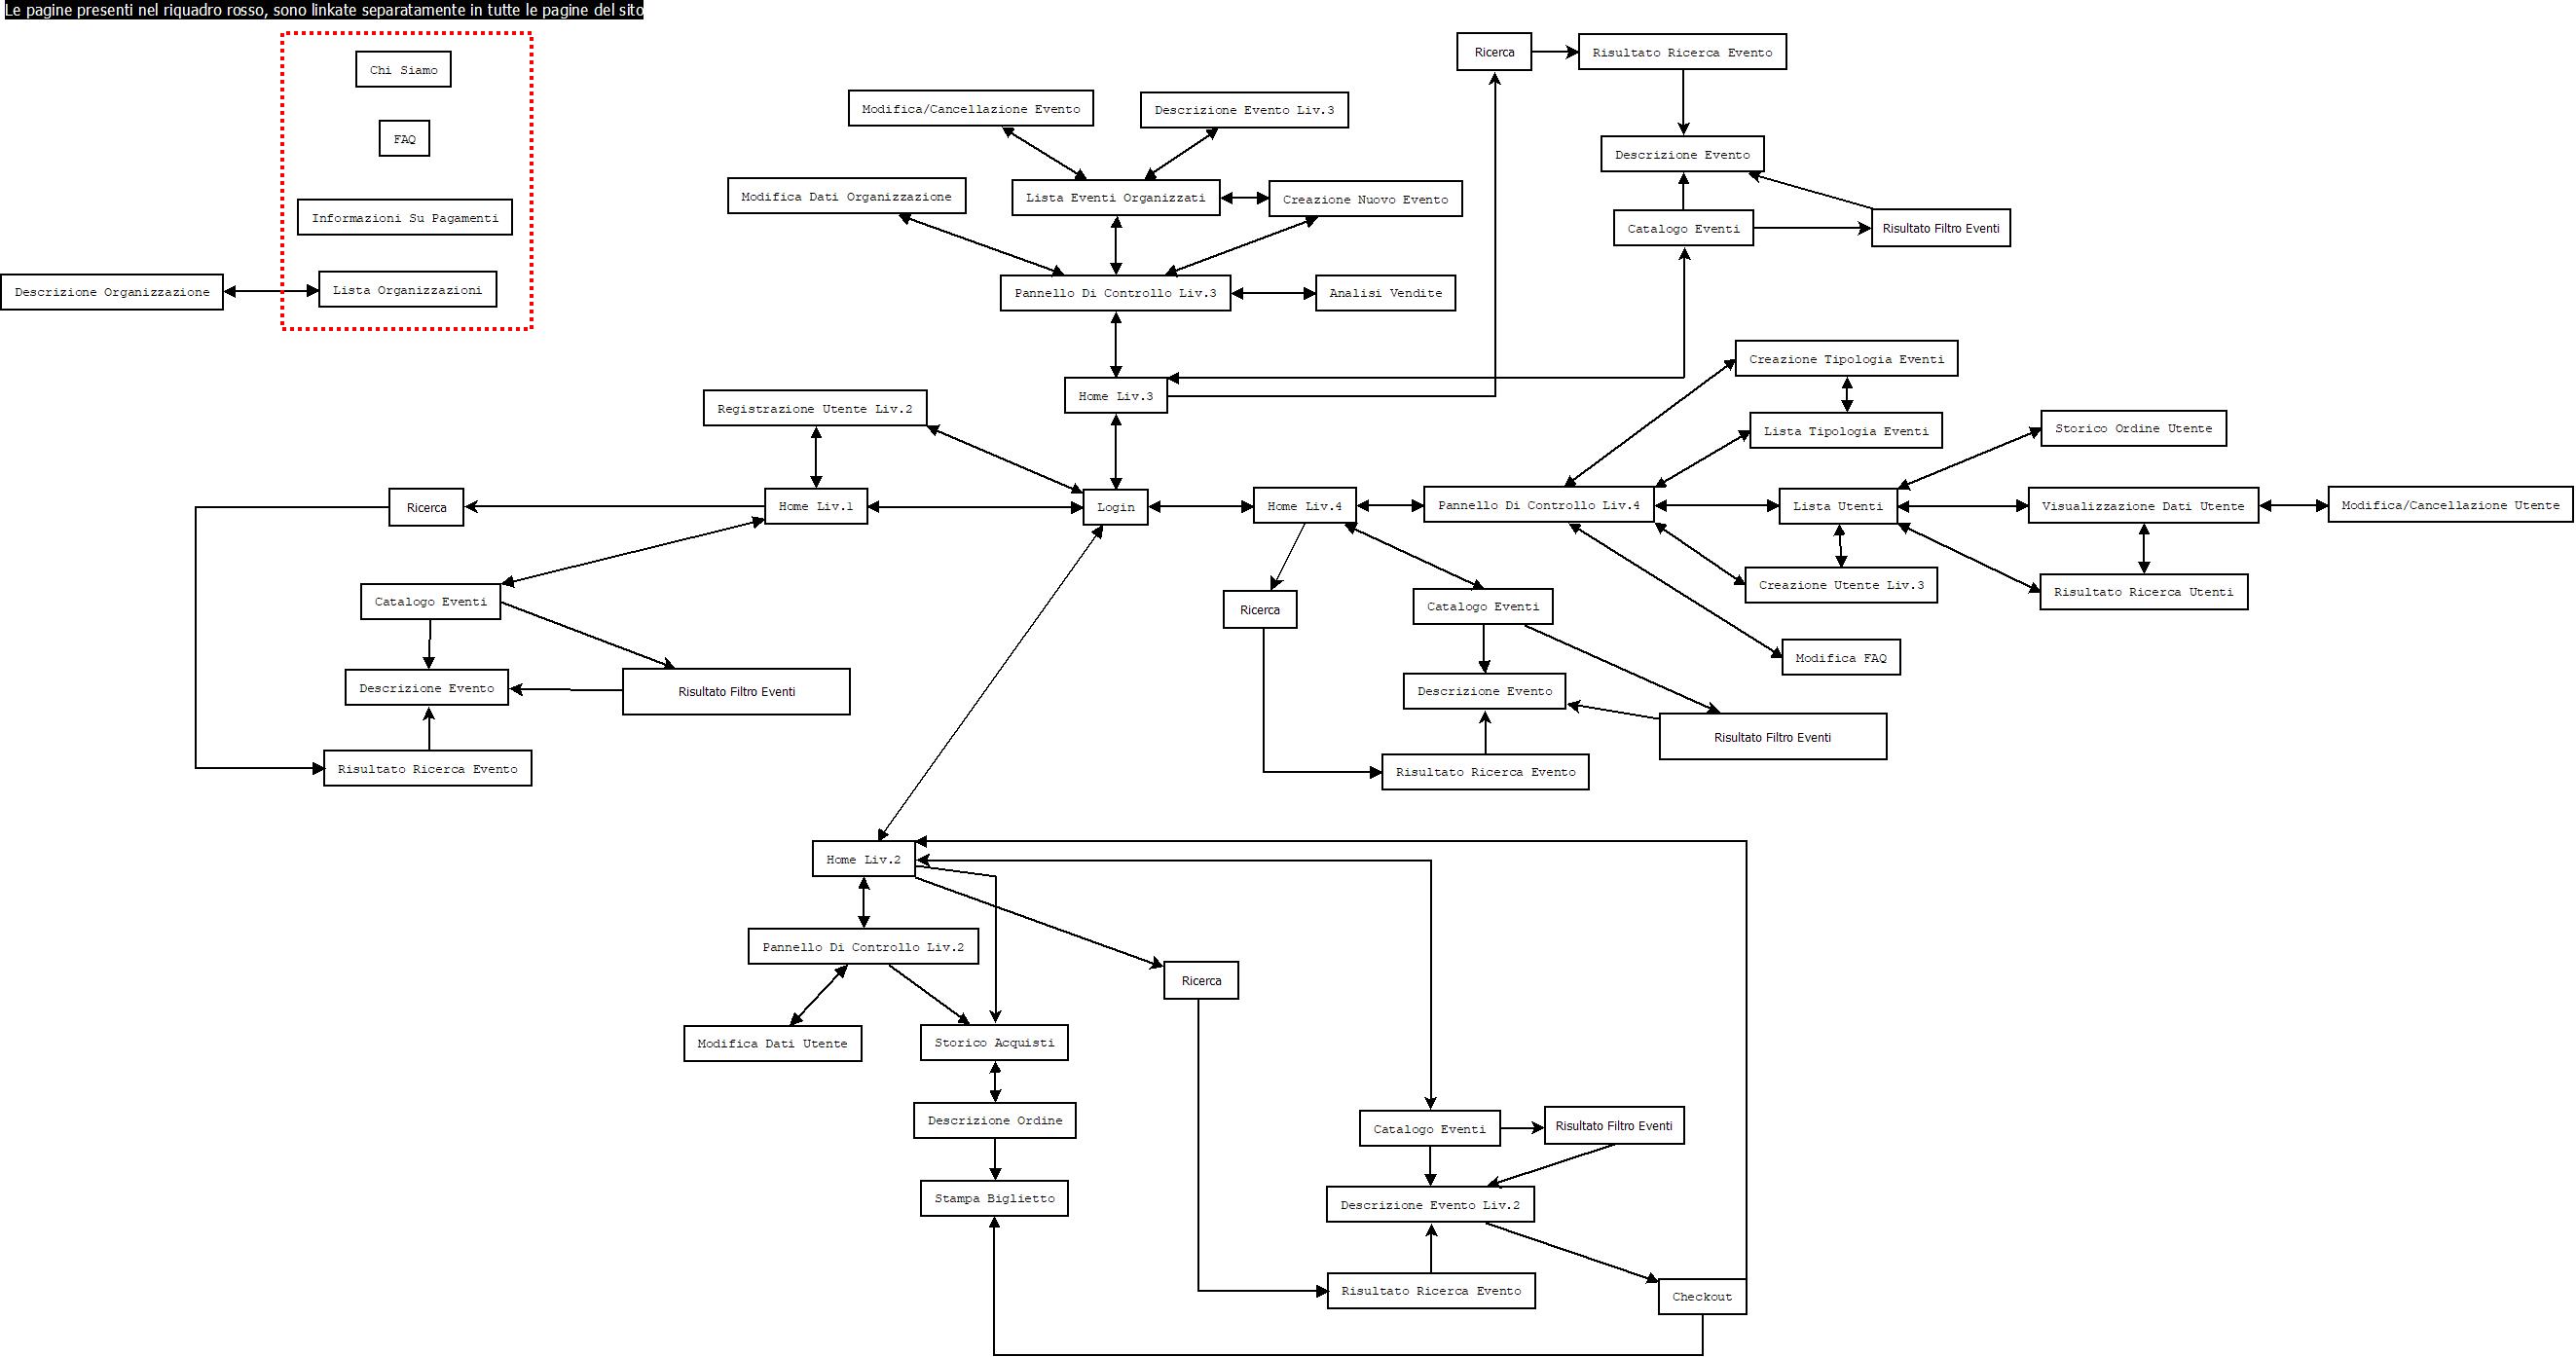 Le pagine presenti nel riquadro rosso, sono linkate separatamente in tutte le pagine del sito
Chi Siamo
FAQ
Informazioni Su Pagamenti
Descrizione Organizzazione
Lista Organizzazioni
Ricerca
Risultato Ricerca Evento
Modifica/Cancellazione Evento
Descrizione Evento Liv.3
Descrizione Evento
Modifica Dati Organizzazione
Lista Eventi Organizzati
Creazione Nuovo Evento
Catalogo Eventi
Risultato Filtro Eventi
Pannello Di Controllo Liv.3
Analisi Vendite
Home Liv.3
Creazione Tipologia Eventi
Registrazione Utente Liv.2
Lista Tipologia Eventi
Storico Ordine Utente
Ricerca
Home Liv.1
Login
Home Liv.4
Pannello Di Controllo Liv.4
Lista Utenti
Visualizzazione Dati Utente
Modifica/Cancellazione Utente
Creazione Utente Liv.3
Risultato Ricerca Utenti
Catalogo Eventi
Ricerca
Catalogo Eventi
Modifica FAQ
Descrizione Evento
Risultato Filtro Eventi
Descrizione Evento
Risultato Filtro Eventi
Risultato Ricerca Evento
Risultato Ricerca Evento
Home Liv.2
Pannello Di Controllo Liv.2
Ricerca
Modifica Dati Utente
Storico Acquisti
Descrizione Ordine
Catalogo Eventi
Risultato Filtro Eventi
Stampa Biglietto
Descrizione Evento Liv.2
Risultato Ricerca Evento
Checkout